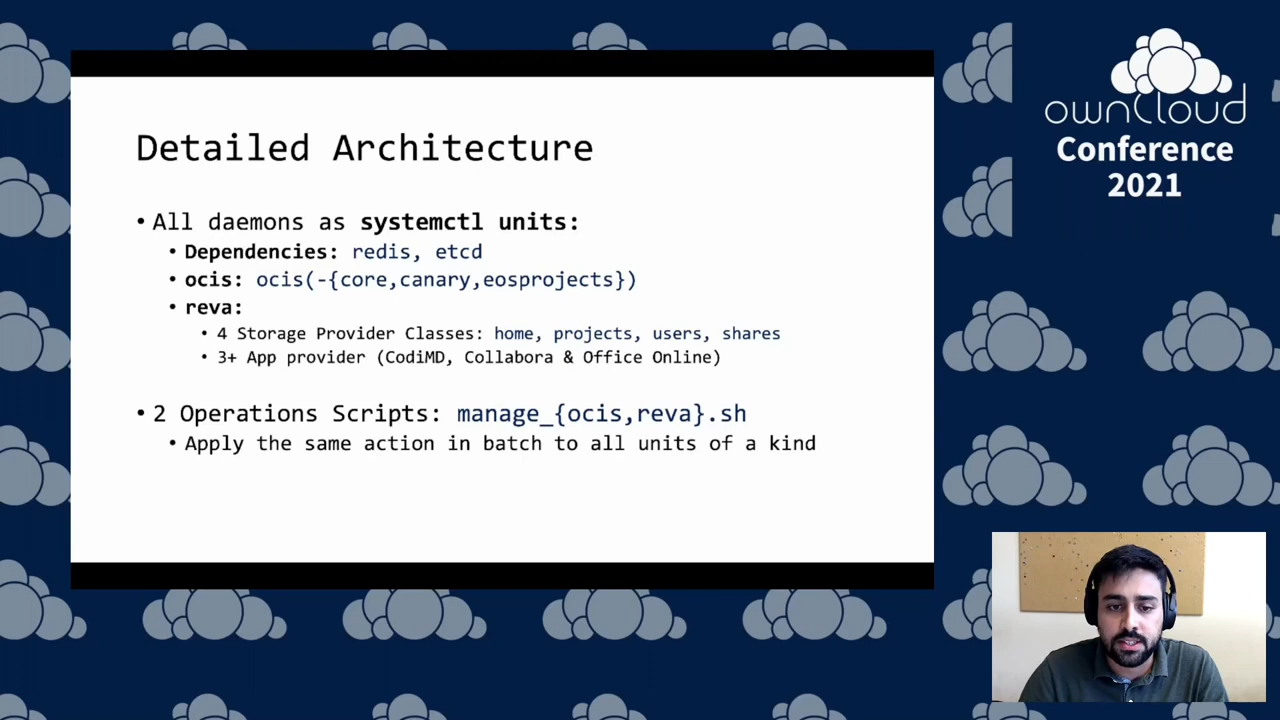 Detailed Architecture
• All daemons as systemctl units:
• Dependencies: redis, etcd
• ocis: ocis(-{core,canary,eosprojects})
• reva:
• 4 Storage Provider Classes: home, projects, users, shares
• 3+ App provider (CodiMD, Collabora & Office Online)
• 2 Operations Scripts: manage_{ocis,reva}.sh
• Apply the same action in batch to all units of a kind
ownCloud
Conference
2021